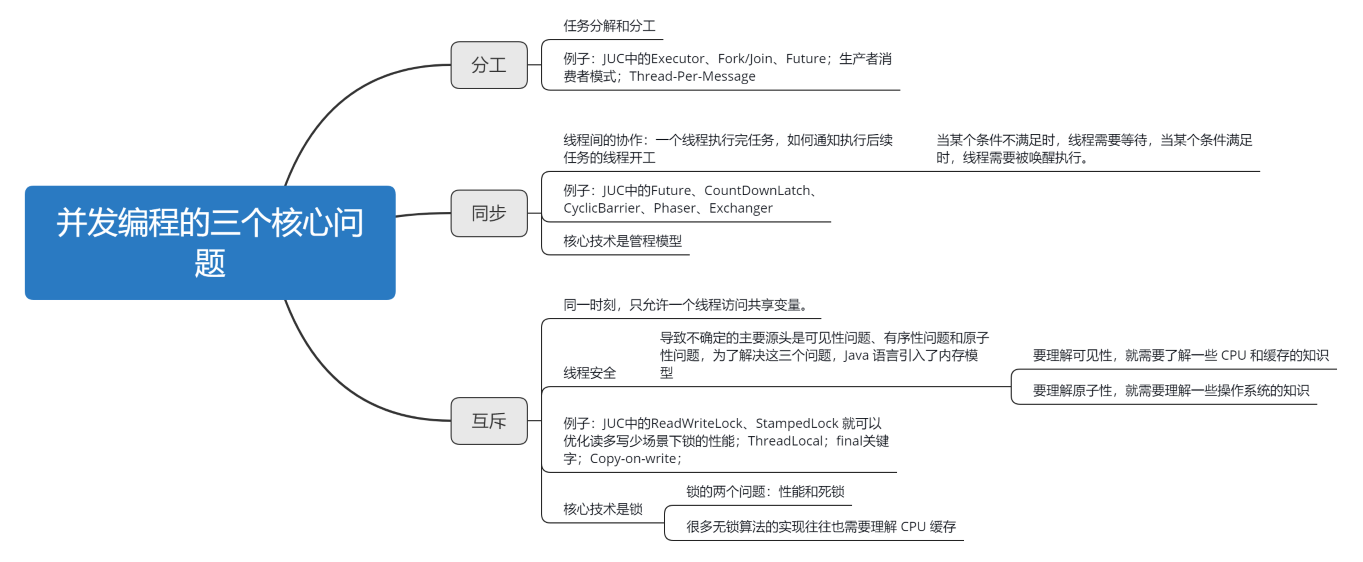 并发编程的三个核心问
题
分工
任务分解和分工
例子：JUC中的Executor、Fork/Join、Future；生产者消
费者模式；Thread-Per-Message
同步
线程间的协作：一个线程执行完任务，如何通知执行后续
任务的线程开工
当某个条件不满足时，线程需要等待，当某个条件满足
时，线程需要被唤醒执行。
例子：JUC中的Future、CountDownLatch、
CyclicBarrier、Phaser、Exchanger
核心技术是管程模型
互斥
同一时刻，只允许一个线程访问共享变量。
线程安全
导致不确定的主要源头是可见性问题、有序性问题和原子
性问题，为了解决这三个问题，Java 语言引入了内存模
型
要理解可见性，就需要了解一些 CPU 和缓存的知识
要理解原子性，就需要理解一些操作系统的知识
例子：JUC中的ReadWriteLock、StampedLock 就可以
优化读多写少场景下锁的性能；ThreadLocal；final关键
字；Copy-on-write；
核心技术是锁
锁的两个问题：性能和死锁
很多无锁算法的实现往往也需要理解 CPU 缓存